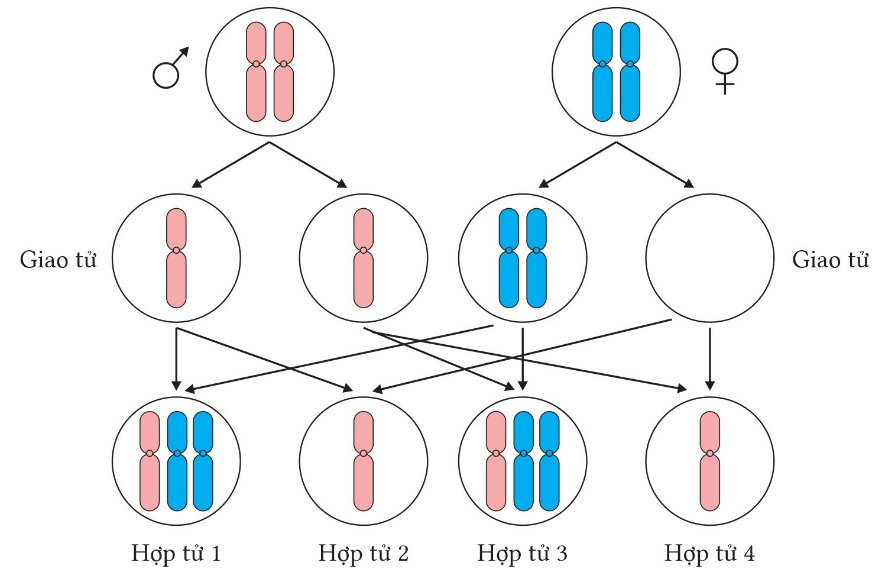 Giao tử
Giao tử
Hợp tử 1
Hợp tử 2
Hợp tử 3
Hợp tử 4